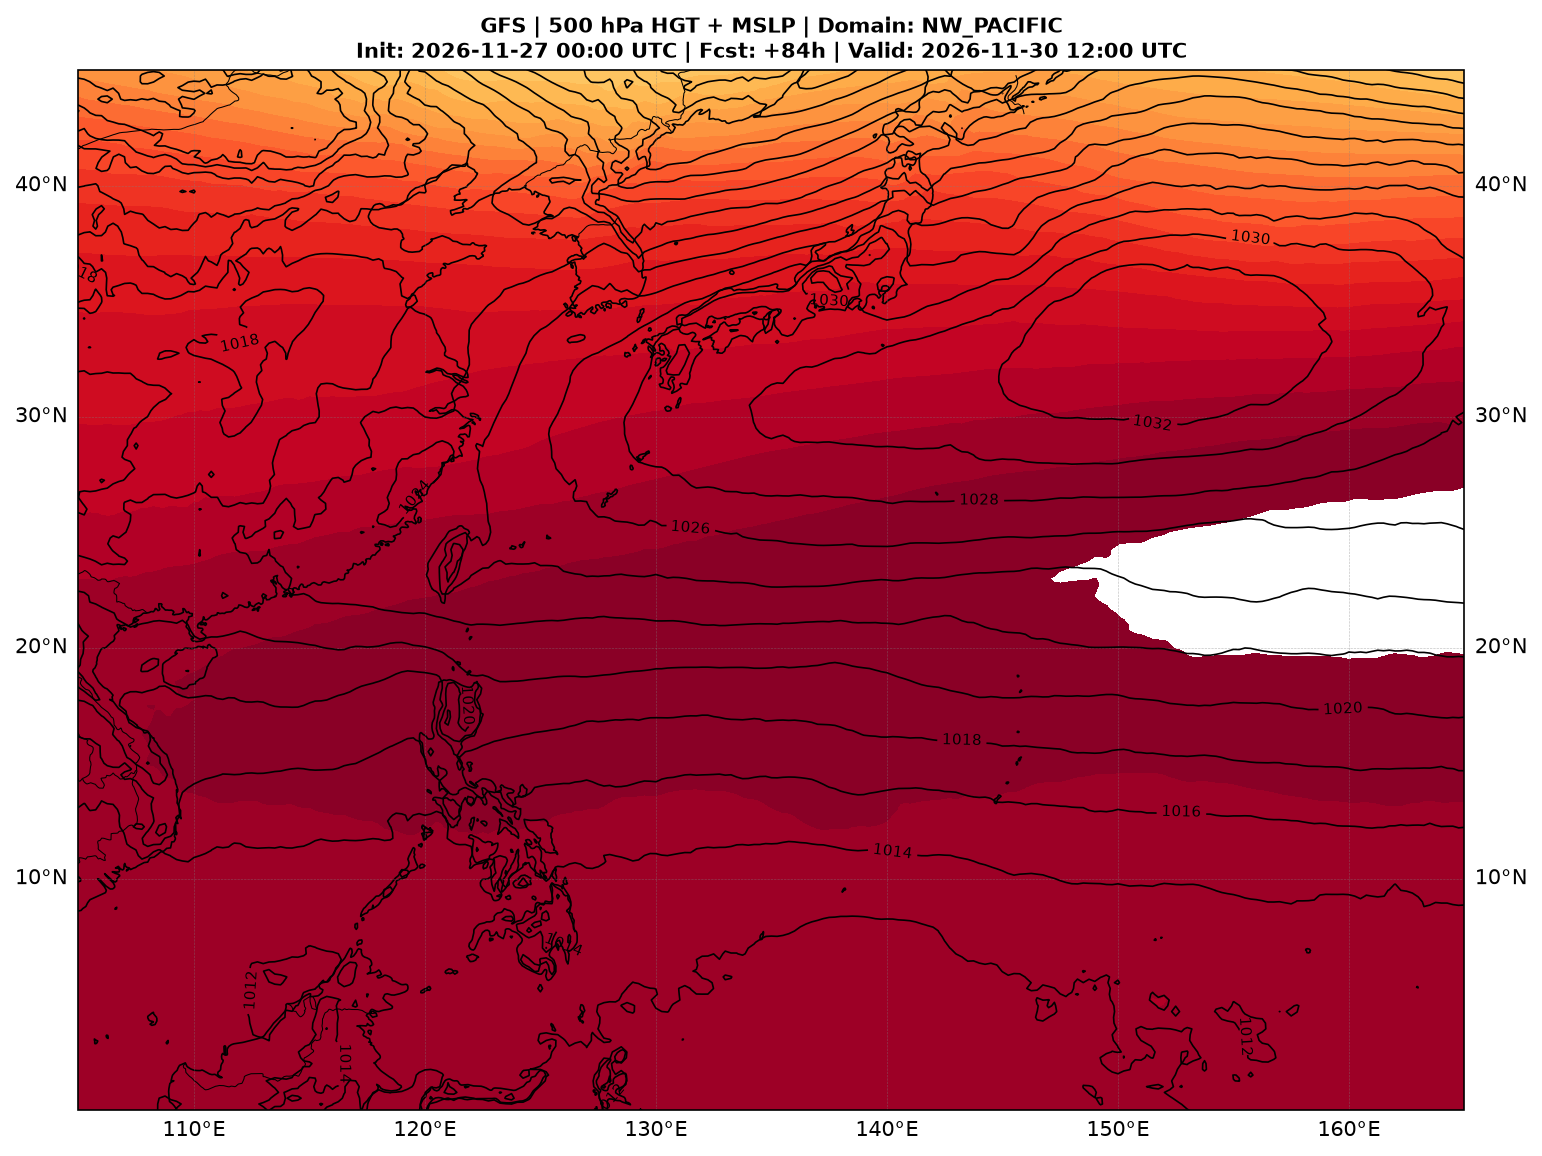 GFS | 500 hPa HGT + MSLP | Domain: NW_PACIFIC
Init: 2026-11-27 00:00 UTC | Fcst: +84h | Valid: 2026-11-30 12:00 UTC
40°N
40°N
1030
18
1030
1018
30°N
30°N
1032
1024
1028
1026
20°N
20°N
1020
1020
1018
1016
1014
10°N
10°N
1014
1012
1012
1014
110°E
120°E
130°E
140°E
150°E
160°E